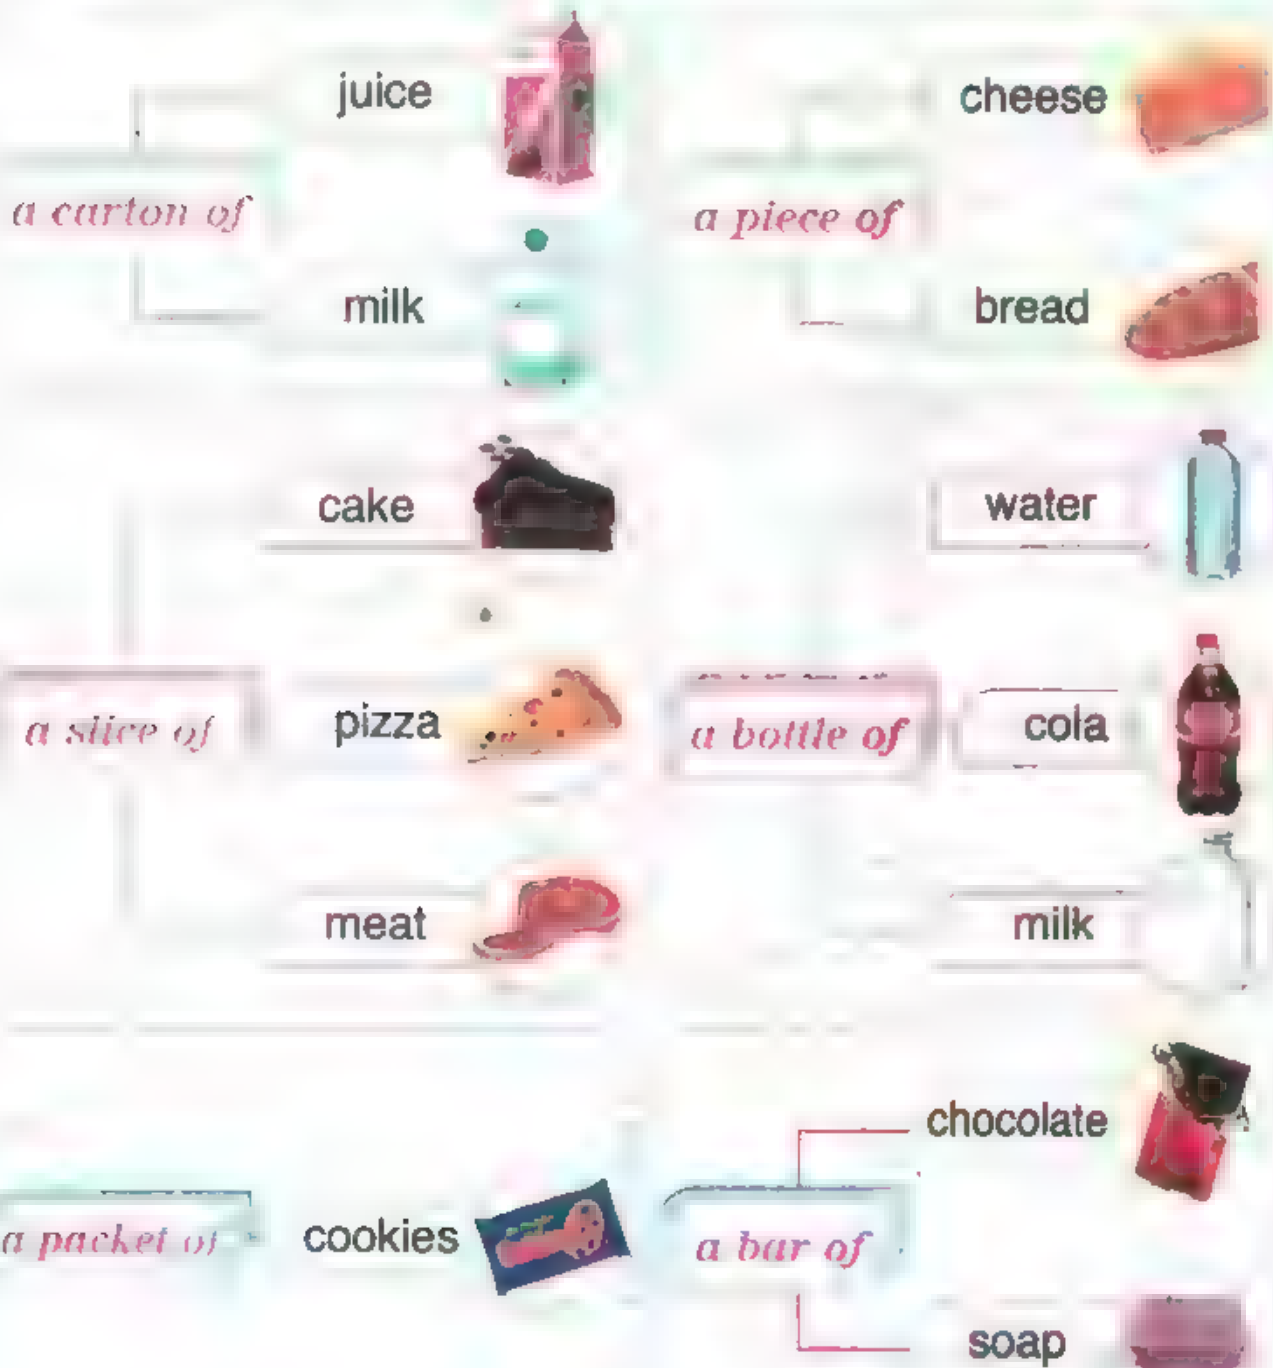 juice
a carton of
milk
cheese
a piece of
bread
cake
a slice of
pizza
meat
water
a bottle of
cola
milk
a packet of
cookies
chocolate
a bar of
soap